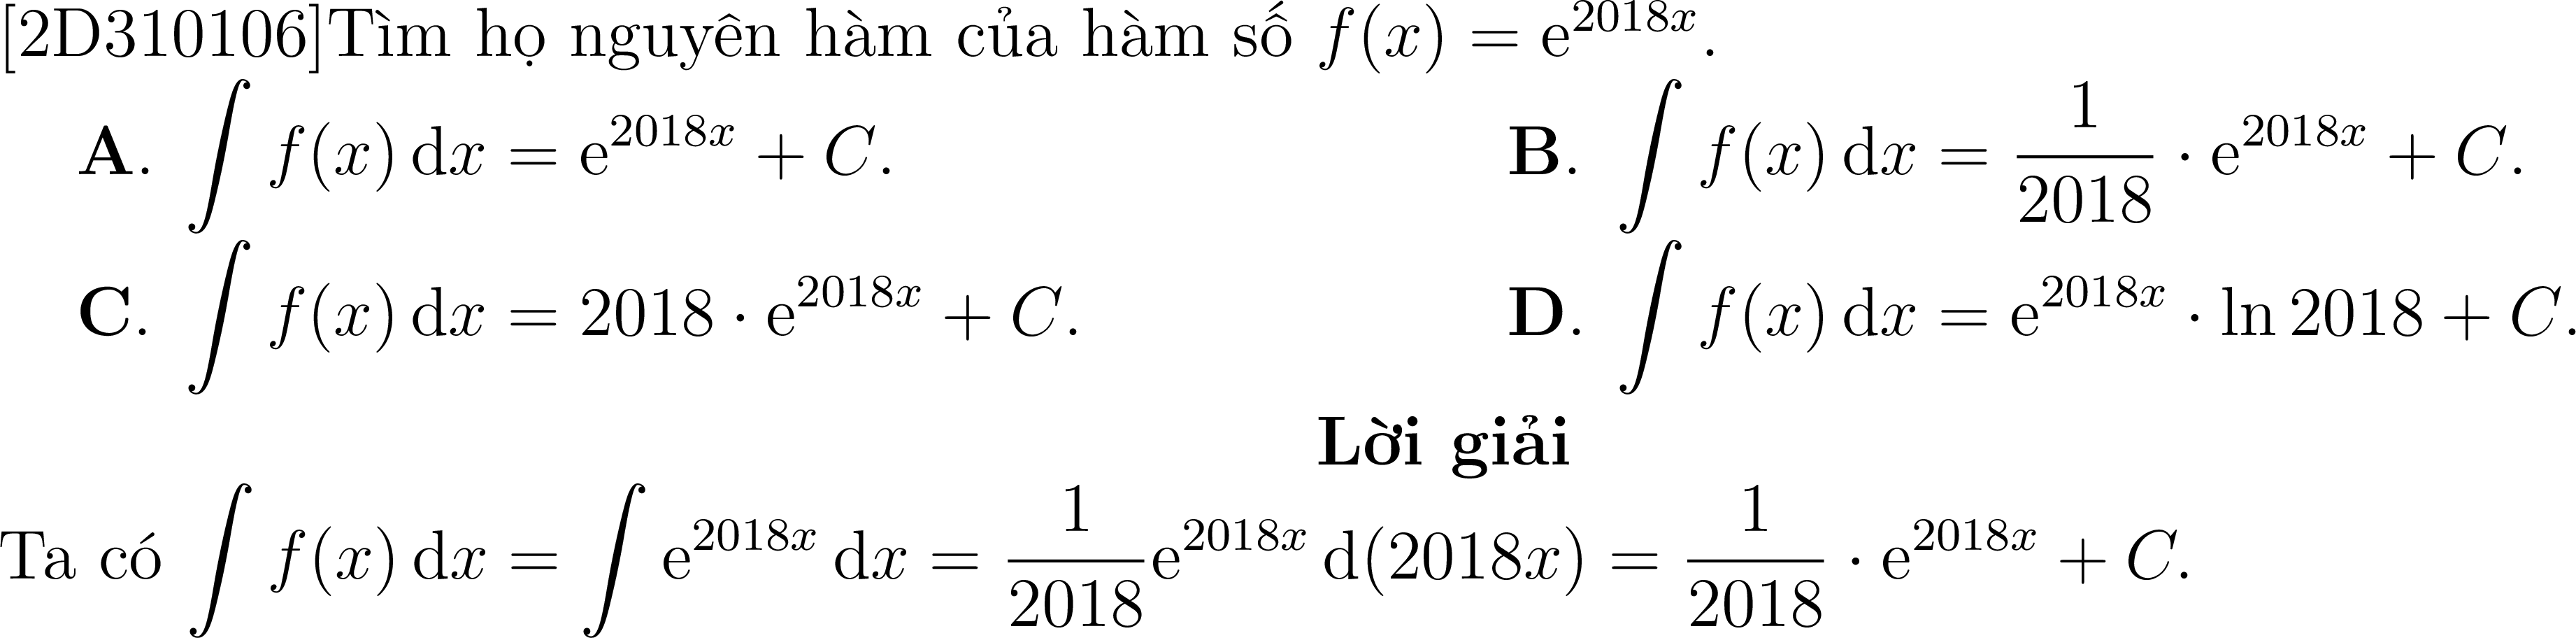 [2D310106]Tìm họ nguyên hàm của hàm số $f(x) = \mathrm{e}^{2018x}$.
A. $\int f(x)\,\mathrm{d}x = \mathrm{e}^{2018x} + C$. B. $\int f(x)\,\mathrm{d}x = \frac{1}{2018} \cdot \mathrm{e}^{2018x} + C$.
C. $\int f(x)\,\mathrm{d}x = 2018 \cdot \mathrm{e}^{2018x} + C$. D. $\int f(x)\,\mathrm{d}x = \mathrm{e}^{2018x} \cdot \ln 2018 + C$.
Lời giải
Ta có $\int f(x)\,\mathrm{d}x = \int \mathrm{e}^{2018x}\,\mathrm{d}x = \frac{1}{2018}\mathrm{e}^{2018x}\,\mathrm{d}(2018x) = \frac{1}{2018} \cdot \mathrm{e}^{2018x} + C$.